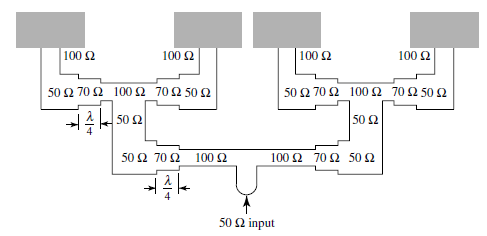 100 Ω 100 Ω 100 Ω 100 Ω
50 Ω 70 Ω 100 Ω 70 Ω 50 Ω 50 Ω 70 Ω 100 Ω 70 Ω 50 Ω
λ/4 50 Ω 50 Ω
50 Ω 70 Ω 100 Ω 100 Ω 70 Ω 50 Ω
λ/4
50 Ω input